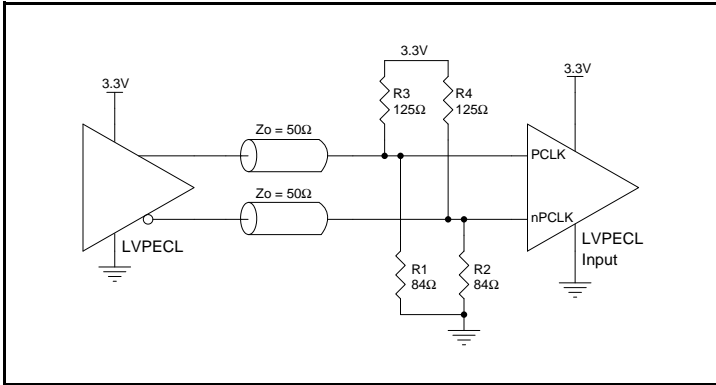 3.3V
3.3V
3.3V
R3
125Ω
R4
125Ω
Zo = 50Ω
PCLK
Zo = 50Ω
nPCLK
LVPECL
LVPECL
Input
R1
84Ω
R2
84Ω